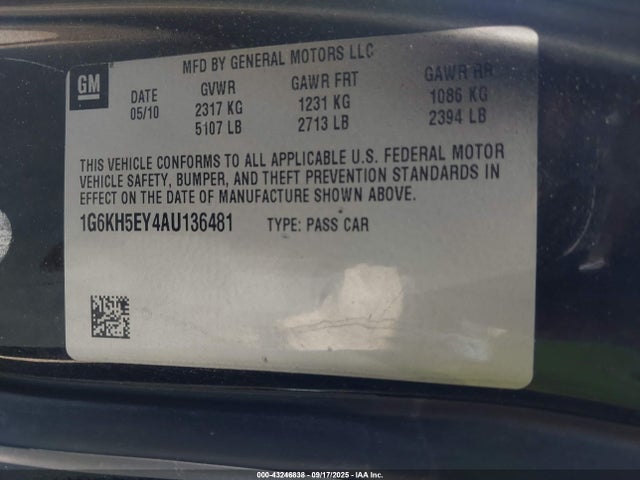 GM
MFD BY GENERAL MOTORS LLC
DATE GVWR GAWR FRT GAWR RR
05/10 2317 KG 1231 KG 1086 KG
5107 LB 2713 LB 2394 LB
THIS VEHICLE CONFORMS TO ALL APPLICABLE U.S. FEDERAL MOTOR
VEHICLE SAFETY, BUMPER, AND THEFT PREVENTION STANDARDS IN
EFFECT ON THE DATE OF MANUFACTURE SHOWN ABOVE.
1G6KH5EY4AU136481 TYPE: PASS CAR
© 43246838 - 09/17/2025 - IAA Inc.